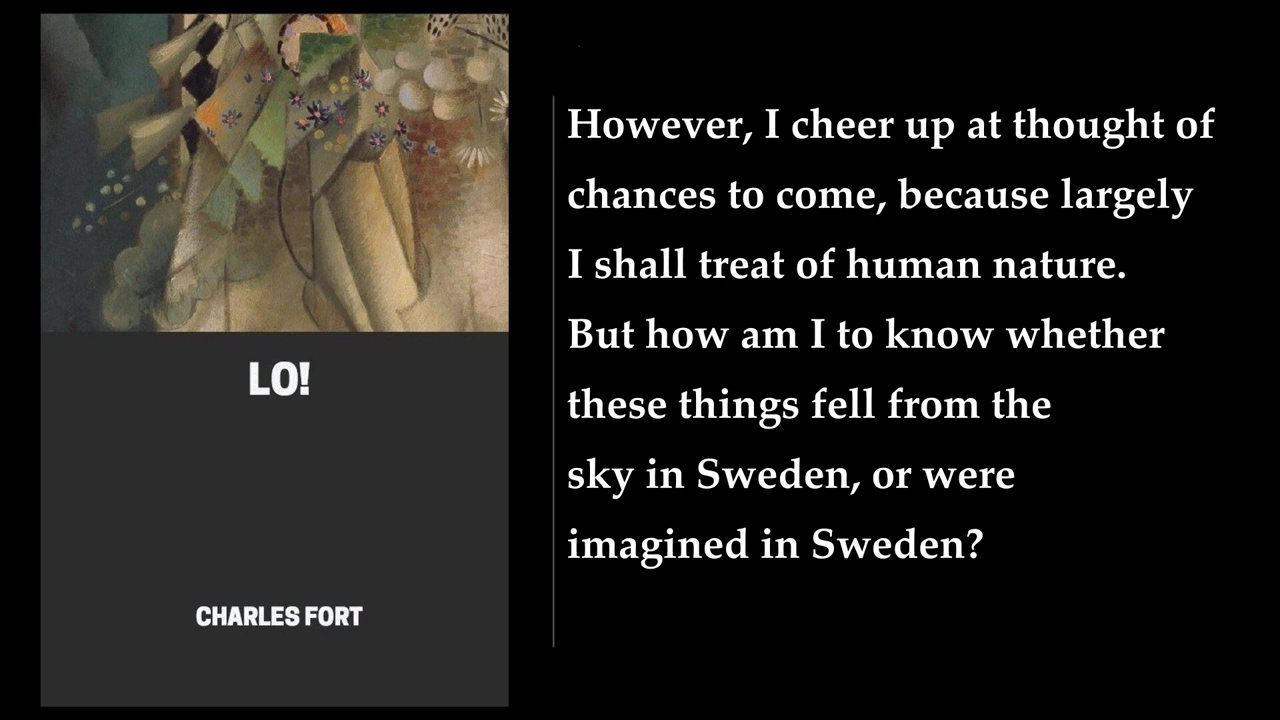 LO!
CHARLES FORT
However, I cheer up at thought of
chances to come, because largely
I shall treat of human nature.
But how am I to know whether
these things fell from the
sky in Sweden, or were
imagined in Sweden?